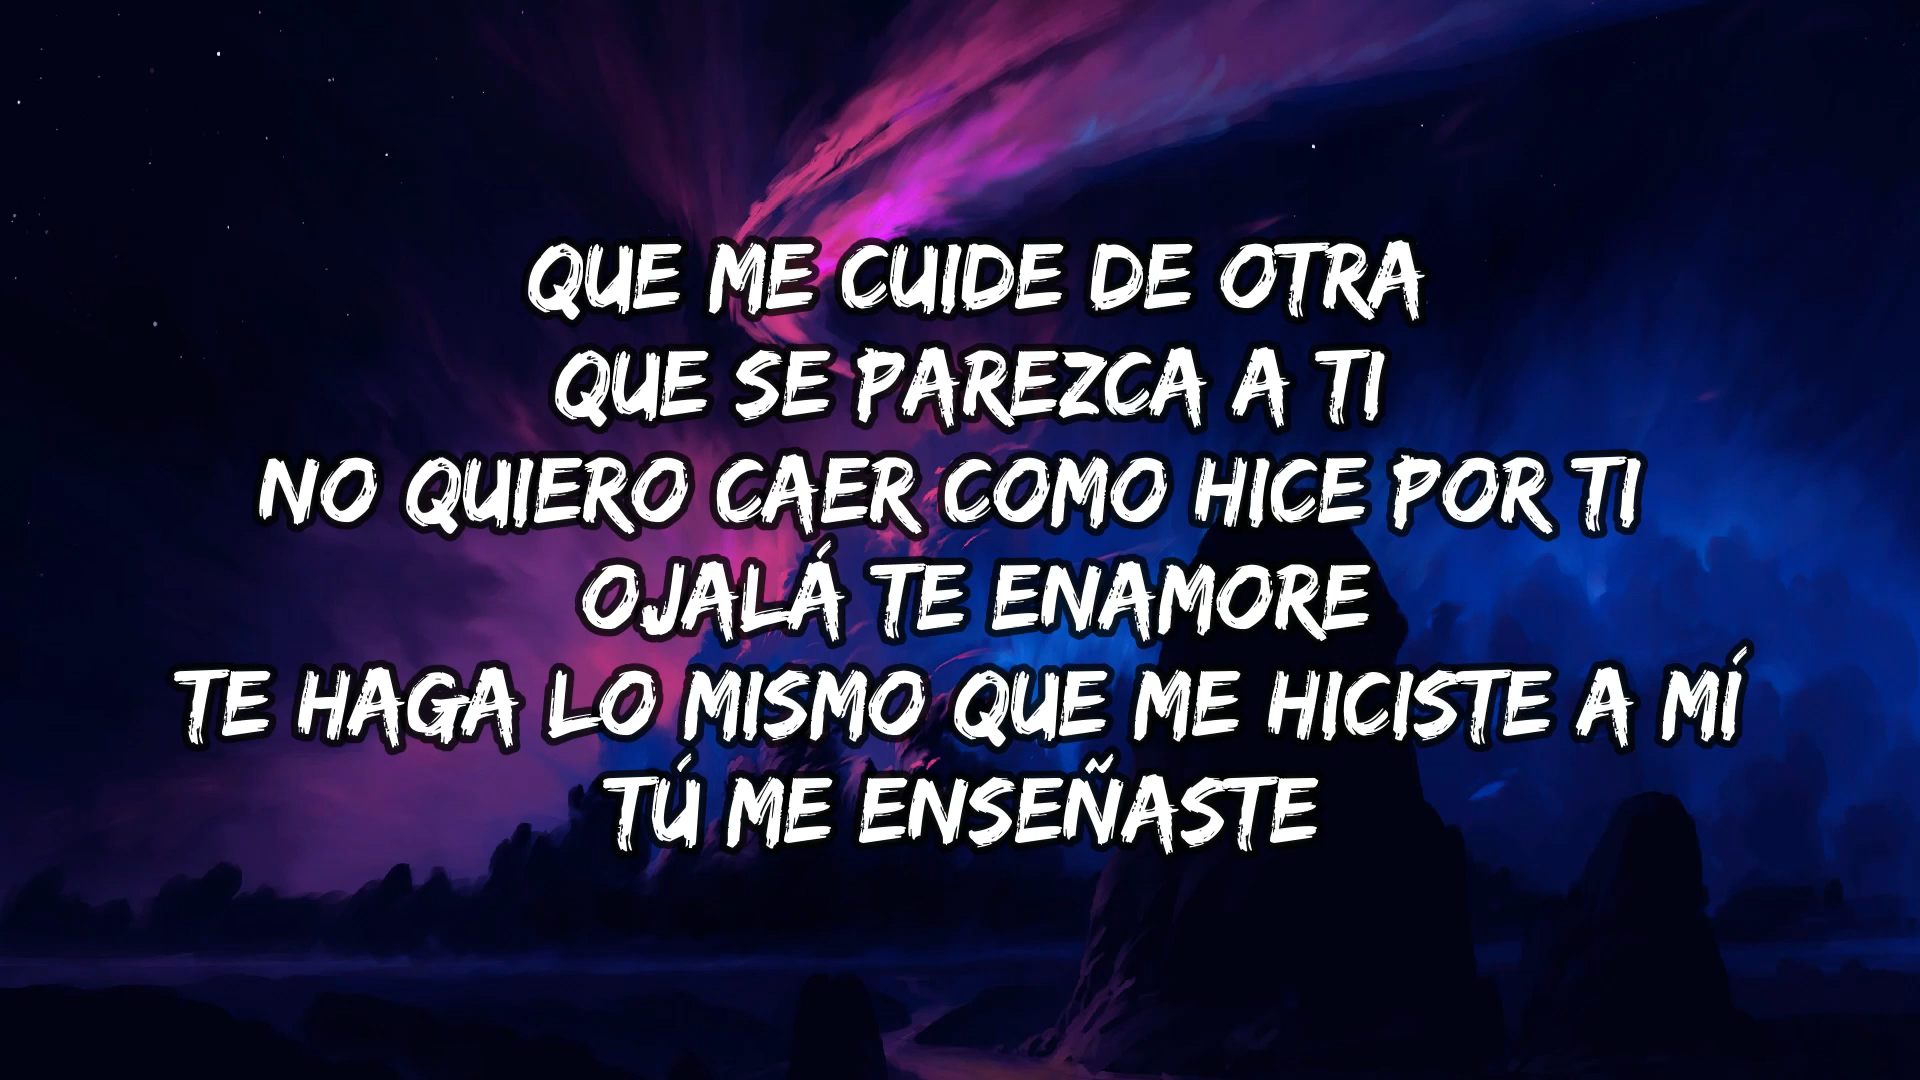 QUE ME CUIDE DE OTRA
QUE SE PAREZCA A TI
NO QUIERO CAER COMO HICE POR TI
OJALÁ TE ENAMORE
TE HAGA LO MISMO QUE ME HICISTE A MÍ
TÚ ME ENSEÑASTE